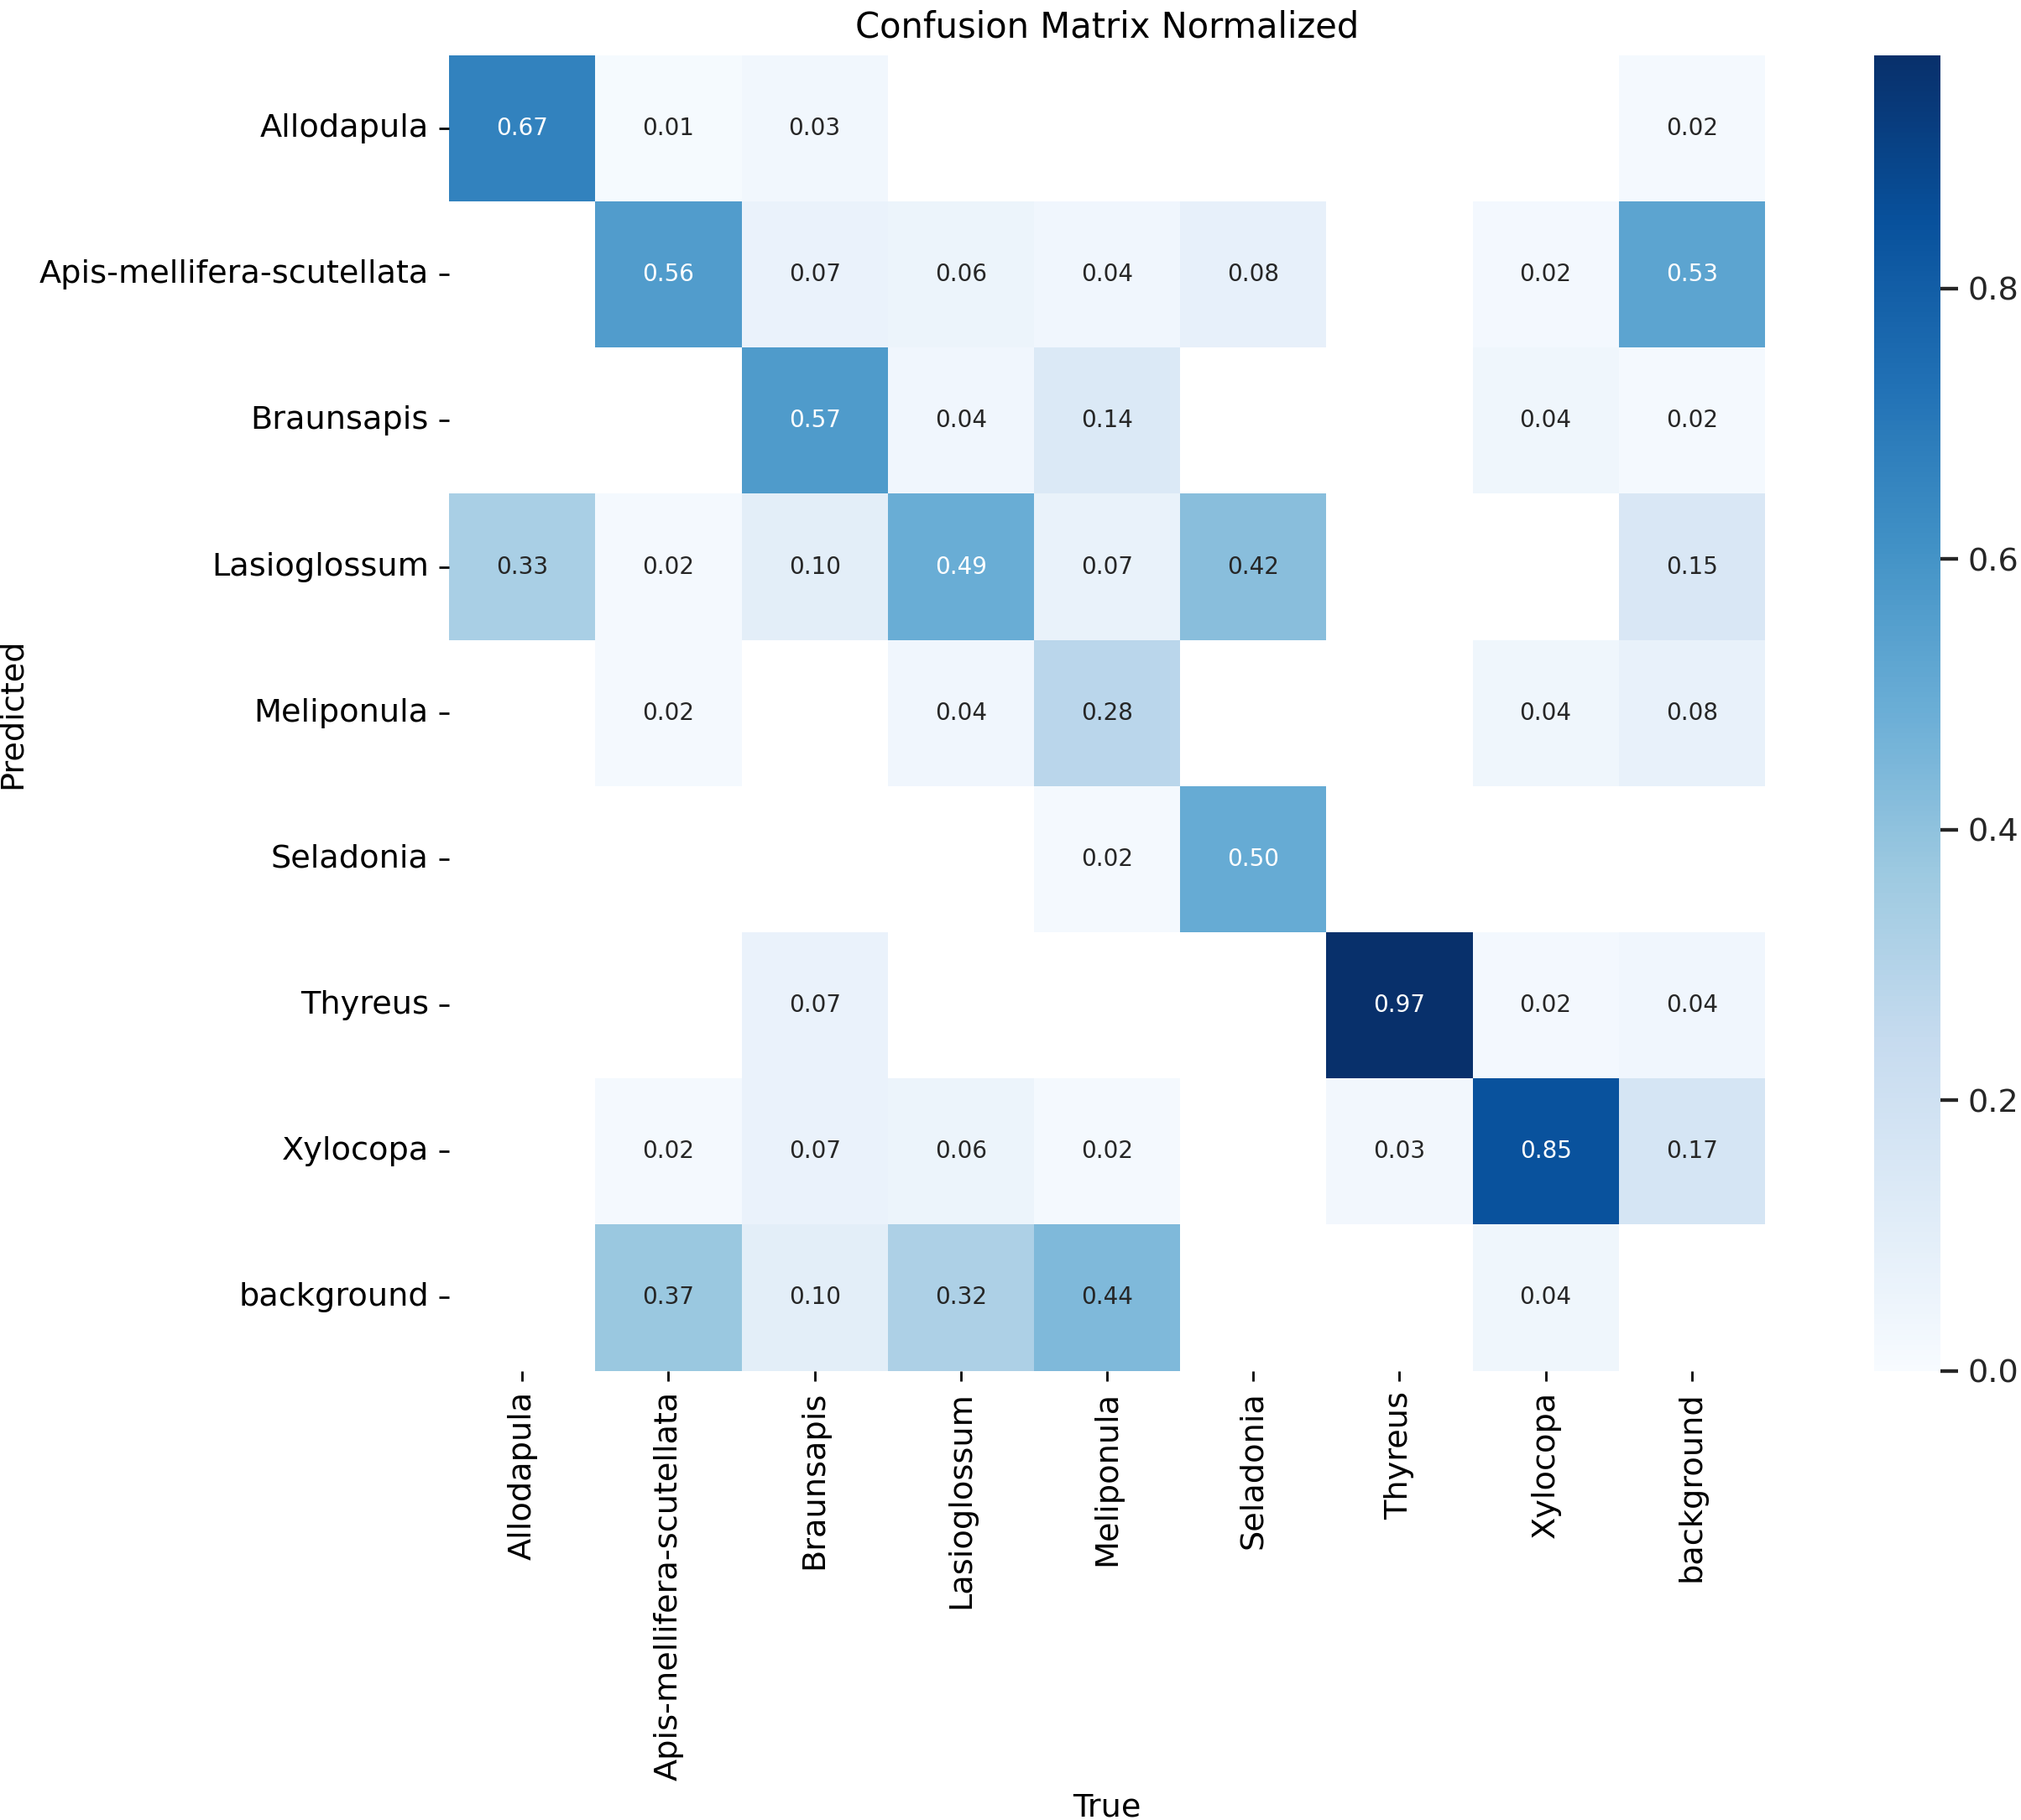 Confusion Matrix Normalized
Allodapula 0.67 0.01 0.03 0.02
Apis-mellifera-scutellata 0.56 0.07 0.06 0.04 0.08 0.02 0.53
Braunsapis 0.57 0.04 0.14 0.04 0.02
Lasioglossum 0.33 0.02 0.10 0.49 0.07 0.42 0.15
Meliponula 0.02 0.04 0.28 0.04 0.08
Seladonia 0.02 0.50
Thyreus 0.07 0.97 0.02 0.04
Xylocopa 0.02 0.07 0.06 0.02 0.03 0.85 0.17
background 0.37 0.10 0.32 0.44 0.04
Predicted
Allodapula
Apis-mellifera-scutellata
Braunsapis
Lasioglossum
Meliponula
Seladonia
Thyreus
Xylocopa
background
True
0.8
0.6
0.4
0.2
0.0